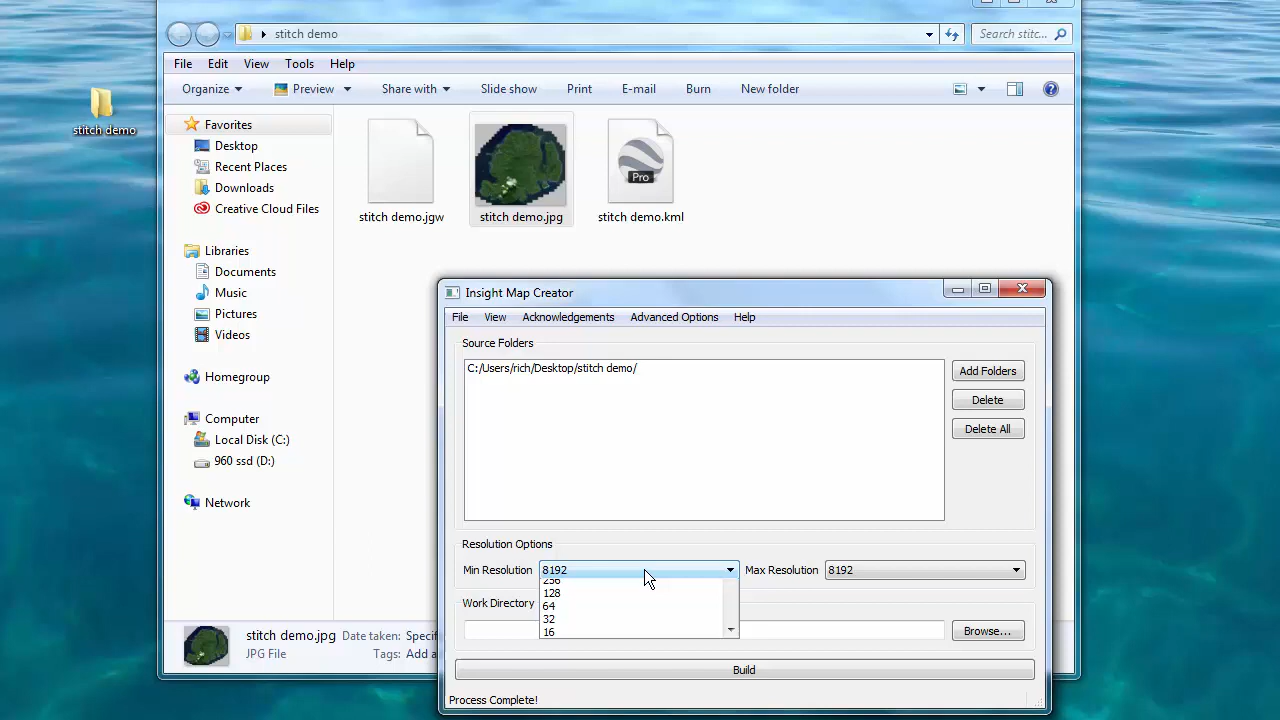 stitch demo
stitch demo
Search stitc...
File Edit View Tools Help
Organize Preview Share with Slide show Print E-mail Burn New folder
Favorites
Desktop
Recent Places
Downloads
Creative Cloud Files
Libraries
Documents
Music
Pictures
Videos
Homegroup
Computer
Local Disk (C:)
960 ssd (D:)
Network
Pro
stitch demo.jgw
stitch demo.jpg
stitch demo.kml
stitch demo.jpg Date taken: Specif
JPG File Tags: Add a
Insight Map Creator
File View Acknowledgements Advanced Options Help
Source Folders
C:/Users/rich/Desktop/stitch demo/
Add Folders
Delete
Delete All
Resolution Options
Min Resolution 8192 Max Resolution 8192
256
128
64
32
16
Work Directory
Browse...
Build
Process Complete!